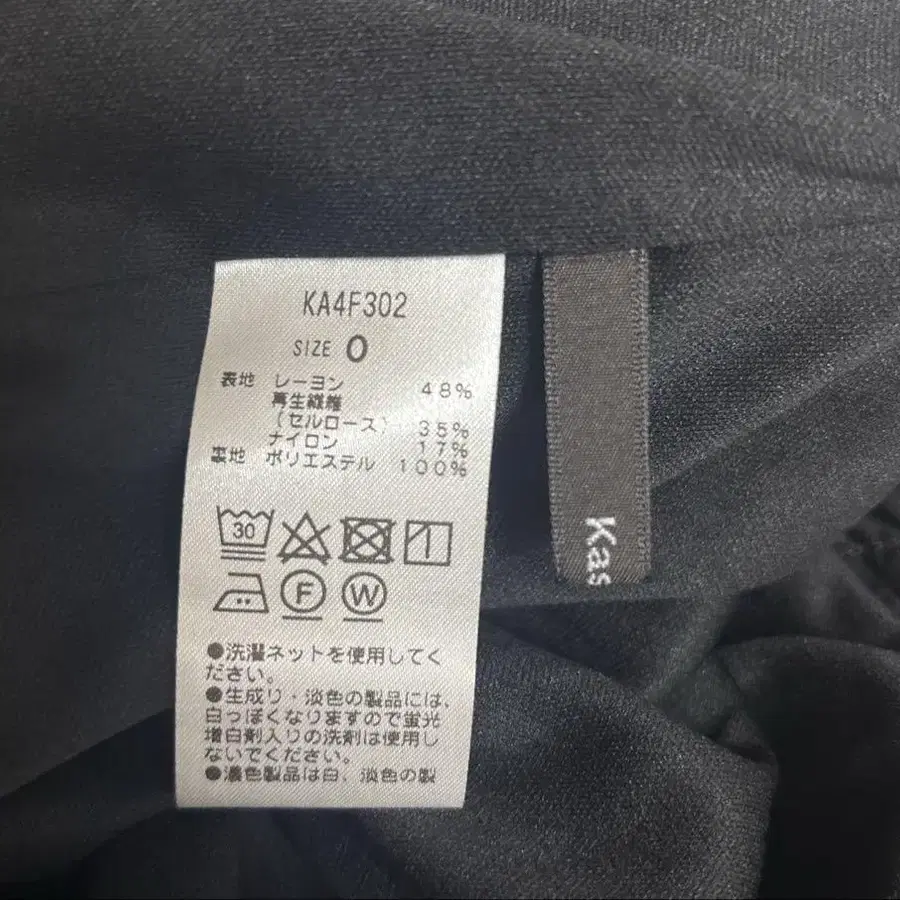 KA4F302
SIZE 0
表地 レーヨン 48%
再生繊維
(セルロース) 35%
ナイロン 17%
裏地 ポリエステル 100%
30
F W
●洗濯ネットを使用してく
ださい。
●生成り・淡色の製品には、
白っぽくなりますので蛍光
増白剤入りの洗剤は使用し
ないでください。
●濃色製品は白、淡色の製
Kas